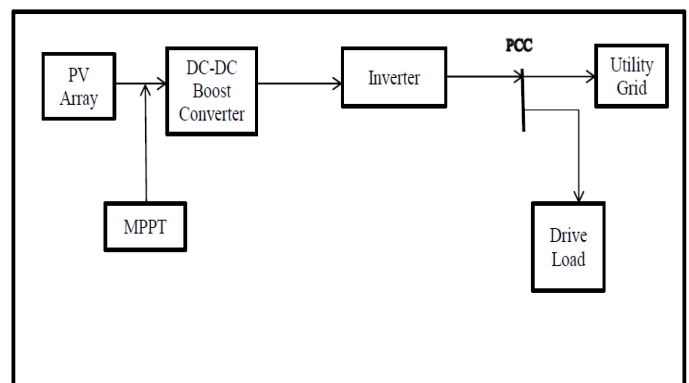 PV
Array
DC-DC
Boost
Converter
Inverter
PCC
Utility
Grid
MPPT
Drive
Load